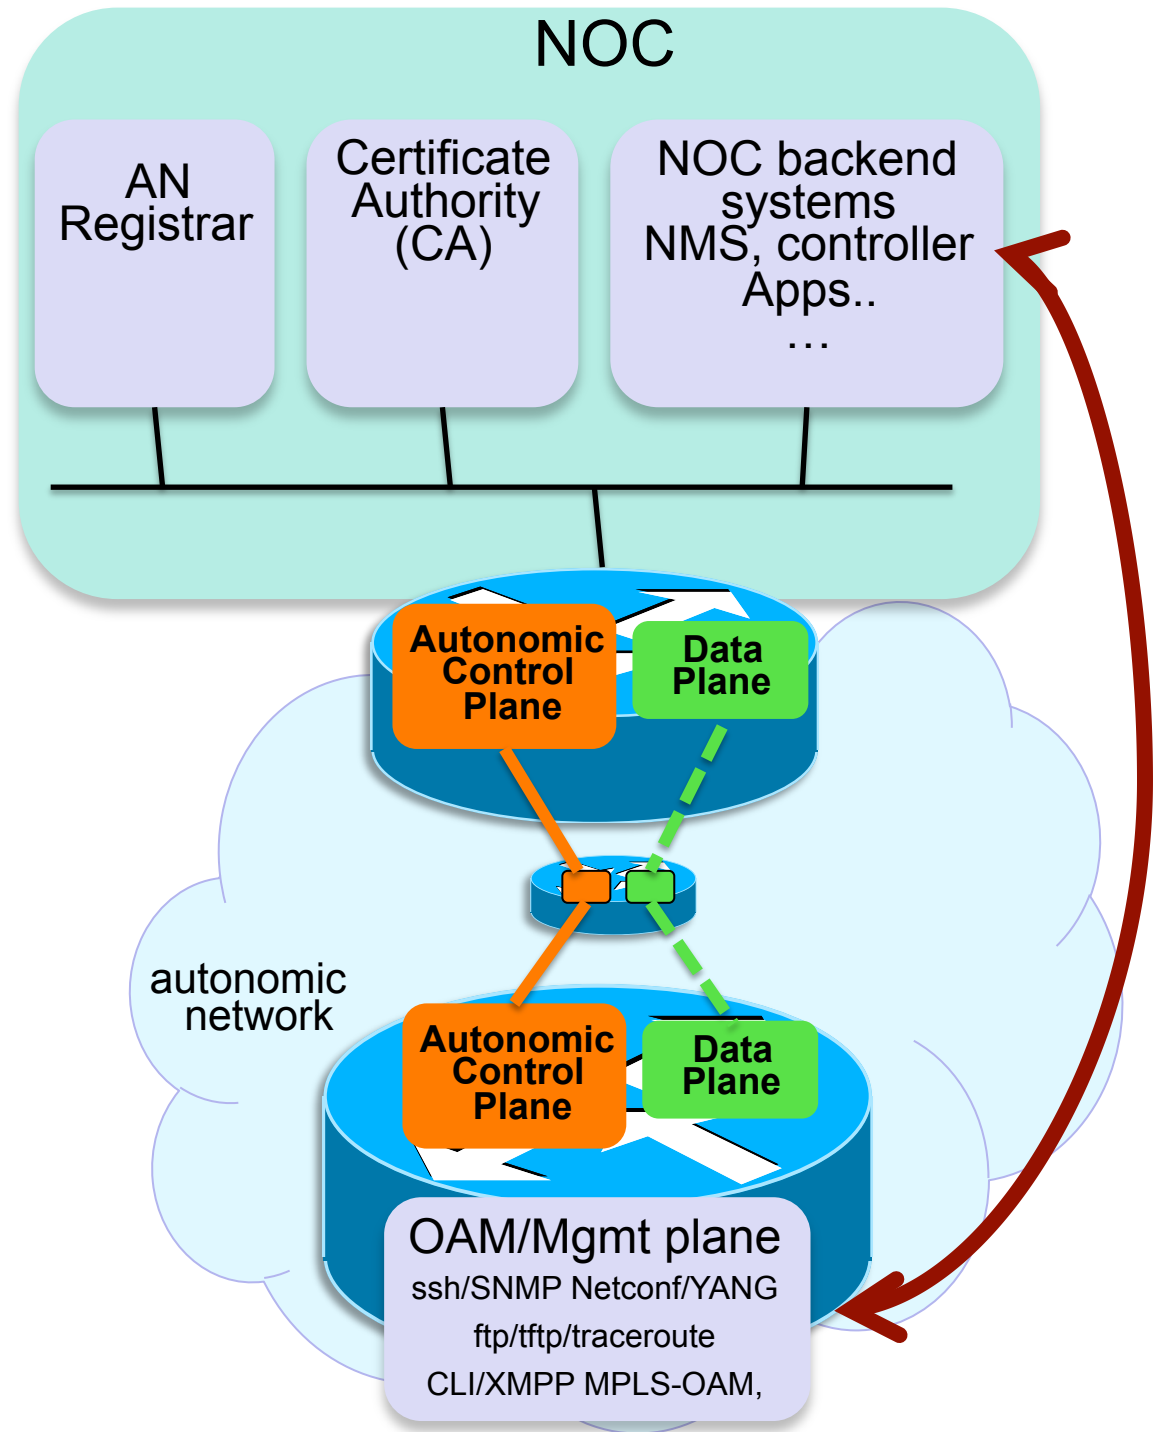 NOC
AN
Registrar
Certificate
Authority
(CA)
NOC backend
systems
NMS, controller
Apps..
…
Autonomic
Control
Plane
Data
Plane
autonomic
network
Autonomic
Control
Plane
Data
Plane
OAM/Mgmt plane
ssh/SNMP Netconf/YANG
ftp/tftp/traceroute
CLI/XMPP MPLS-OAM,